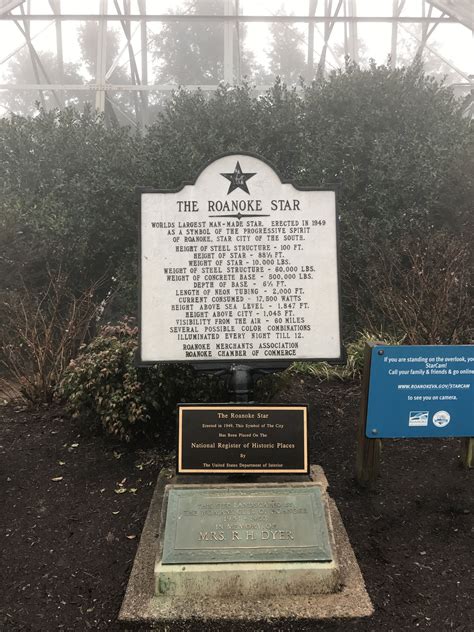 THE ROANOKE STAR
WORLDS LARGEST MAN-MADE STAR. ERECTED IN 1949
AS A SYMBOL OF THE PROGRESSIVE SPIRIT
OF ROANOKE, STAR CITY OF THE SOUTH.
HEIGHT OF STEEL STRUCTURE - 100 FT.
HEIGHT OF STAR - 88½ FT.
WEIGHT OF STAR - 10,000 LBS.
WEIGHT OF STEEL STRUCTURE - 60,000 LBS.
WEIGHT OF CONCRETE BASE - 500,000 LBS.
DEPTH OF BASE - 6½ FT.
LENGTH OF NEON TUBING - 2,000 FT.
CURRENT CONSUMED - 17,500 WATTS
HEIGHT ABOVE SEA LEVEL - 1,847 FT.
HEIGHT ABOVE CITY - 1,045 FT.
VISIBILITY FROM THE AIR - 60 MILES
SEVERAL POSSIBLE COLOR COMBINATIONS
ILLUMINATED EVERY NIGHT TILL 12.
ROANOKE MERCHANTS ASSOCIATION
ROANOKE CHAMBER OF COMMERCE
The Roanoke Star
Erected in 1949, This Symbol of The City
Has Been Placed On The
National Register of Historic Places
By
The United States Department of Interior
IN MEMORY OF
MRS. R. H. DYER
If you are standing on the overlook, you
StarCam!
Call your family & friends & go online
WWW.ROANOKEVA.GOV/STARCAM
to see you on camera.